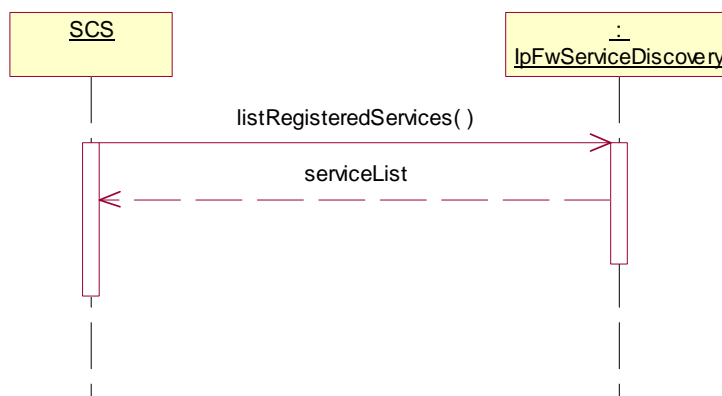 SCS
:
IpFwServiceDiscovery
listRegisteredServices( )
serviceList